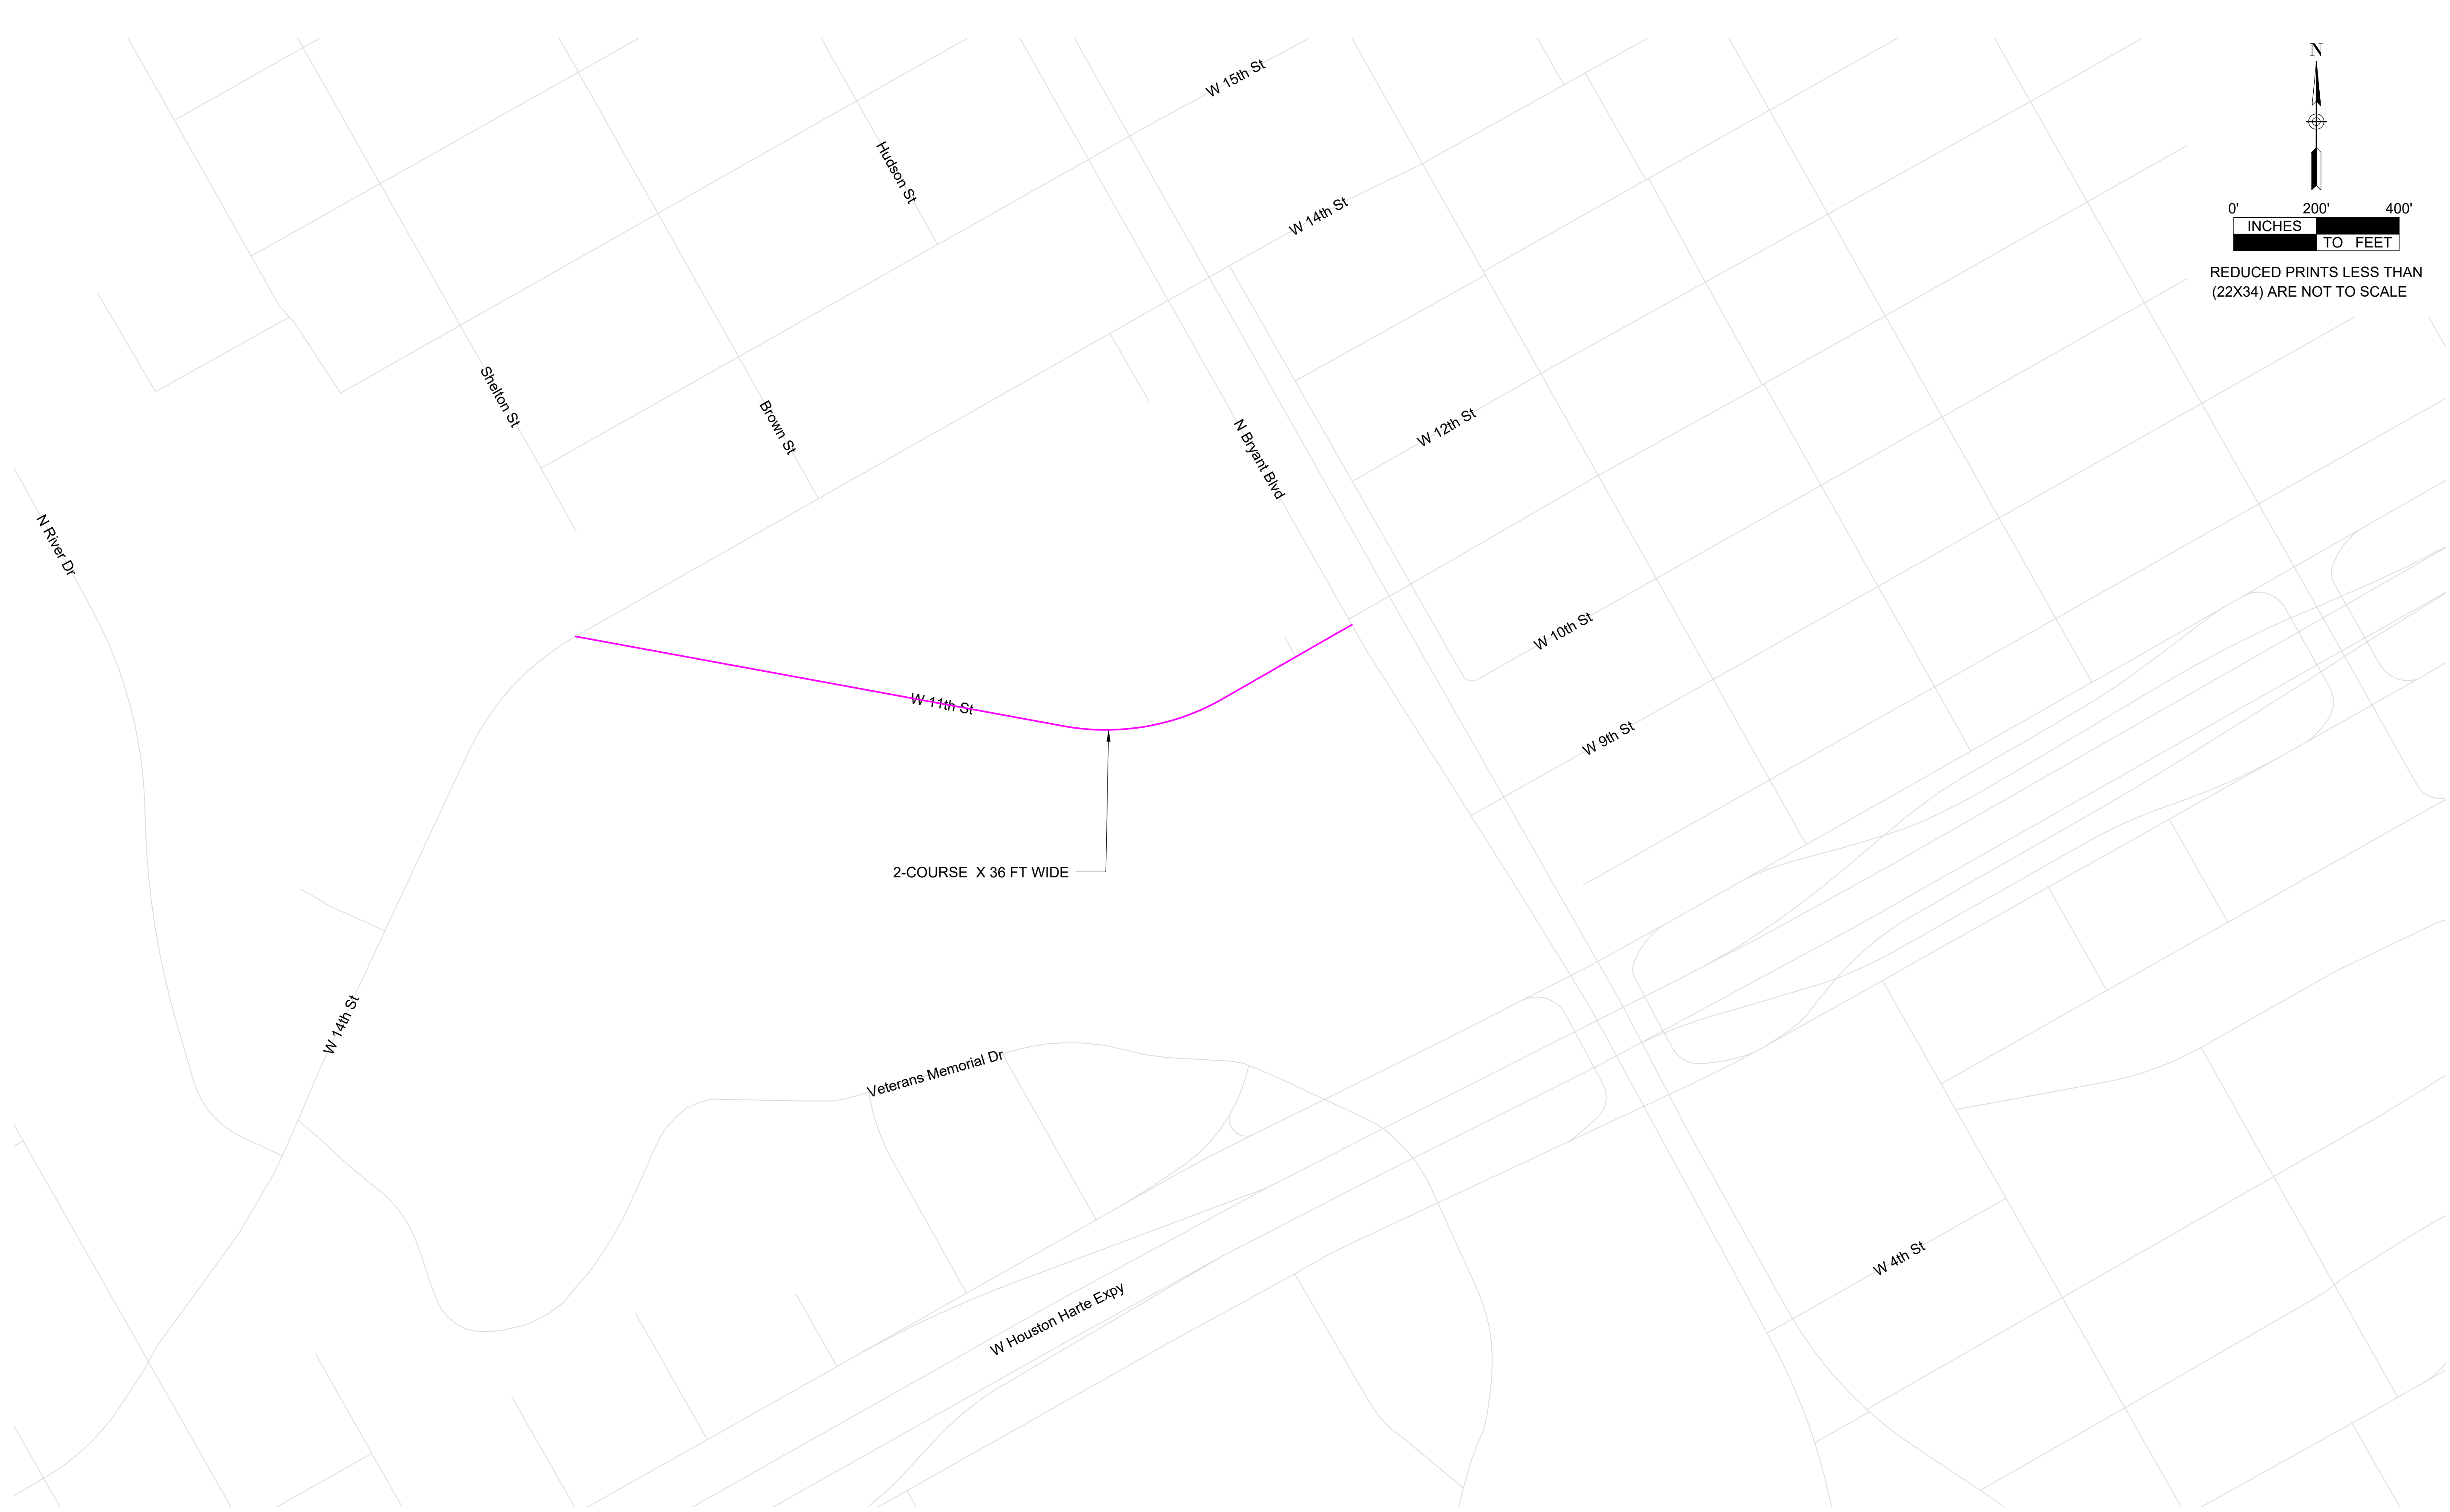 N
W 15th St
Hudson St
W 14th St
0' 200' 400'
INCHES
TO FEET
REDUCED PRINTS LESS THAN
(22X34) ARE NOT TO SCALE
Shelton St
Brown St
W 12th St
N Bryant Blvd
N River Dr
W 10th St
W 11th St
W 9th St
2-COURSE X 36 FT WIDE
W 14th St
Veterans Memorial Dr
W 4th St
W Houston Harte Expy